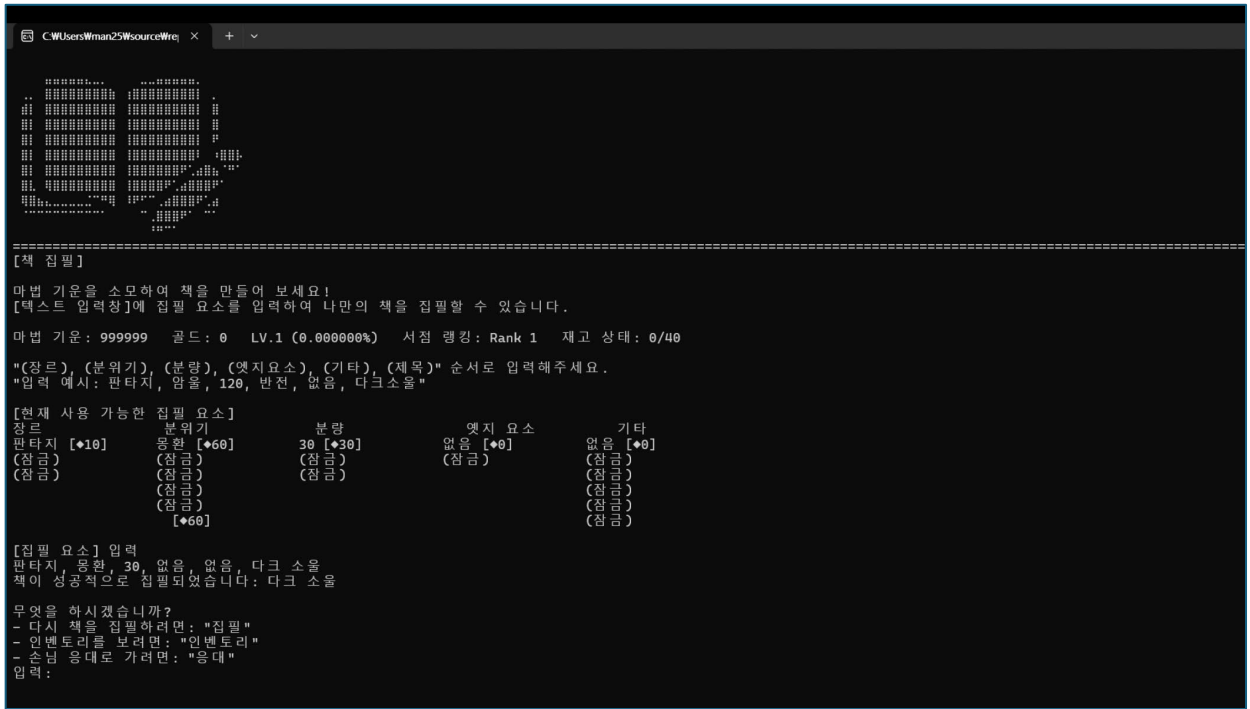 C:₩Users₩man25₩source₩re
[책 집필]
마법 기운을 소모하여 책을 만들어 보세요!
[텍스트 입력창]에 집필 요소를 입력하여 나만의 책을 집필할 수 있습니다.
마법 기운: 999999 골드: 0 LV.1 (0.000000%) 서점 랭킹: Rank 1 재고 상태: 0/40
"(장르), (분위기), (분량), (엣지요소), (기타), (제목)" 순서로 입력해주세요.
"입력 예시: 판타지, 암울, 120, 반전, 없음, 다크소울"
[현재 사용 가능한 집필 요소]
장르 분위기 분량 엣지 요소 기타
판타지 [◆10] 몽환 [◆60] 30 [◆30] 없음 [◆0] 없음 [◆0]
(잠금) (잠금) (잠금) (잠금) (잠금)
(잠금) (잠금) (잠금) (잠금)
(잠금) (잠금)
(잠금) (잠금)
[◆60] (잠금)
[집필 요소] 입력
판타지, 몽환, 30, 없음, 없음, 다크 소울
책이 성공적으로 집필되었습니다: 다크 소울
무엇을 하시겠습니까?
- 다시 책을 집필하려면: "집필"
- 인벤토리를 보려면: "인벤토리"
- 손님 응대로 가려면: "응대"
입력: